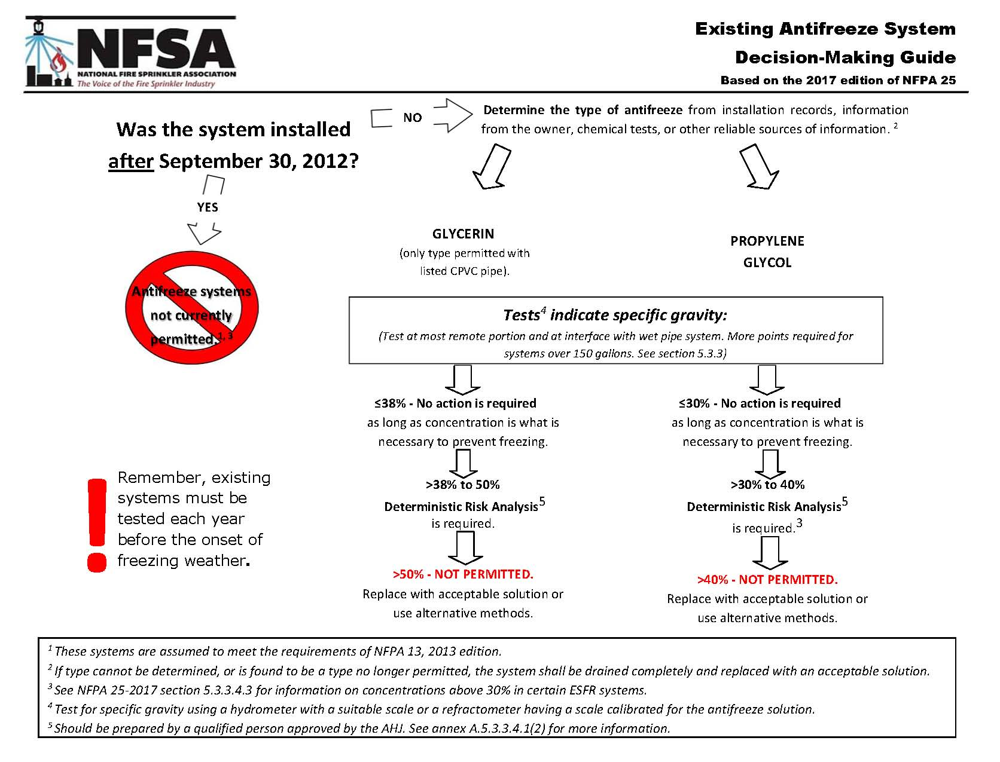 NFSA
NATIONAL FIRE SPRINKLER ASSOCIATION
The Voice of the Fire Sprinkler Industry
Existing Antifreeze System
Decision-Making Guide
Based on the 2017 edition of NFPA 25
Was the system installed
after September 30, 2012?
NO
Determine the type of antifreeze from installation records, information
from the owner, chemical tests, or other reliable sources of information. 2
YES
Antifreeze systems
not currently
permitted.1, 3
GLYCERIN
(only type permitted with
listed CPVC pipe).
PROPYLENE
GLYCOL
Tests4 indicate specific gravity:
(Test at most remote portion and at interface with wet pipe system. More points required for
systems over 150 gallons. See section 5.3.3)
≤38% - No action is required
as long as concentration is what is
necessary to prevent freezing.
>38% to 50%
Deterministic Risk Analysis5
is required.
>50% - NOT PERMITTED.
Replace with acceptable solution or
use alternative methods.
≤30% - No action is required
as long as concentration is what is
necessary to prevent freezing.
>30% to 40%
Deterministic Risk Analysis5
is required.3
>40% - NOT PERMITTED.
Replace with acceptable solution or
use alternative methods.
! Remember, existing
systems must be
tested each year
before the onset of
freezing weather.
1 These systems are assumed to meet the requirements of NFPA 13, 2013 edition.
2 If type cannot be determined, or is found to be a type no longer permitted, the system shall be drained completely and replaced with an acceptable solution.
3 See NFPA 25-2017 section 5.3.3.4.3 for information on concentrations above 30% in certain ESFR systems.
4 Test for specific gravity using a hydrometer with a suitable scale or a refractometer having a scale calibrated for the antifreeze solution.
5 Should be prepared by a qualified person approved by the AHJ. See annex A.5.3.3.4.1(2) for more information.